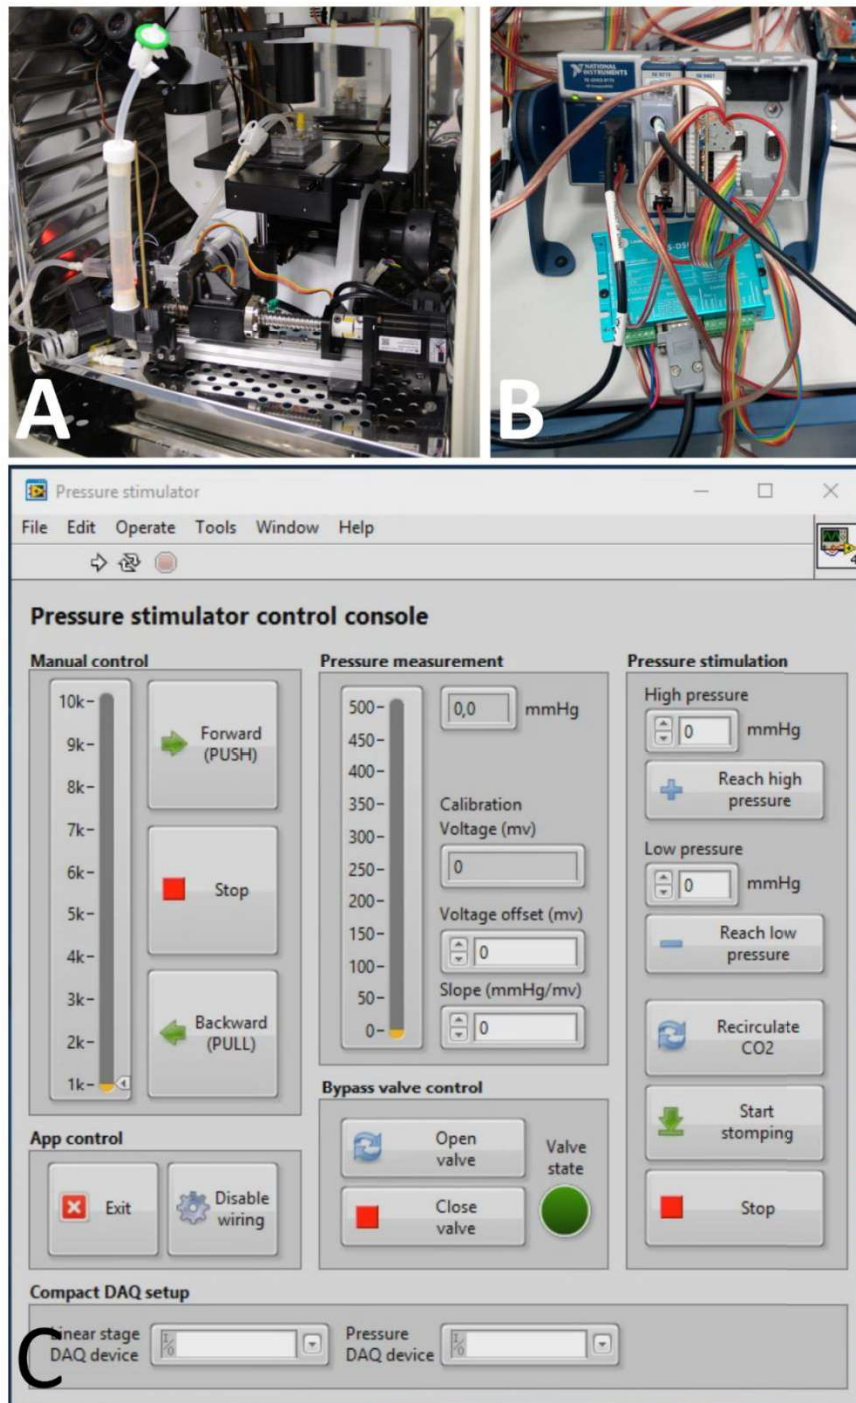 A
NATIONAL
INSTRUMENTS
B
Pressure stimulator
File Edit Operate Tools Window Help
Pressure stimulator control console
Manual control
10k
9k
8k
7k
6k
5k
4k
3k
2k
1k
Forward
(PUSH)
Stop
Backward
(PULL)
Pressure measurement
500
450
400
350
300
250
200
150
100
50
0
0,0 mmHg
Calibration
Voltage (mv)
0
Voltage offset (mv)
0
Slope (mmHg/mv)
0
Pressure stimulation
High pressure
0 mmHg
Reach high
pressure
Low pressure
0 mmHg
Reach low
pressure
Recirculate
CO2
Start
stomping
Stop
App control
Exit
Disable
wiring
Bypass valve control
Open
valve
Close
valve
Valve
state
Compact DAQ setup
Linear stage
DAQ device
Pressure
DAQ device
C